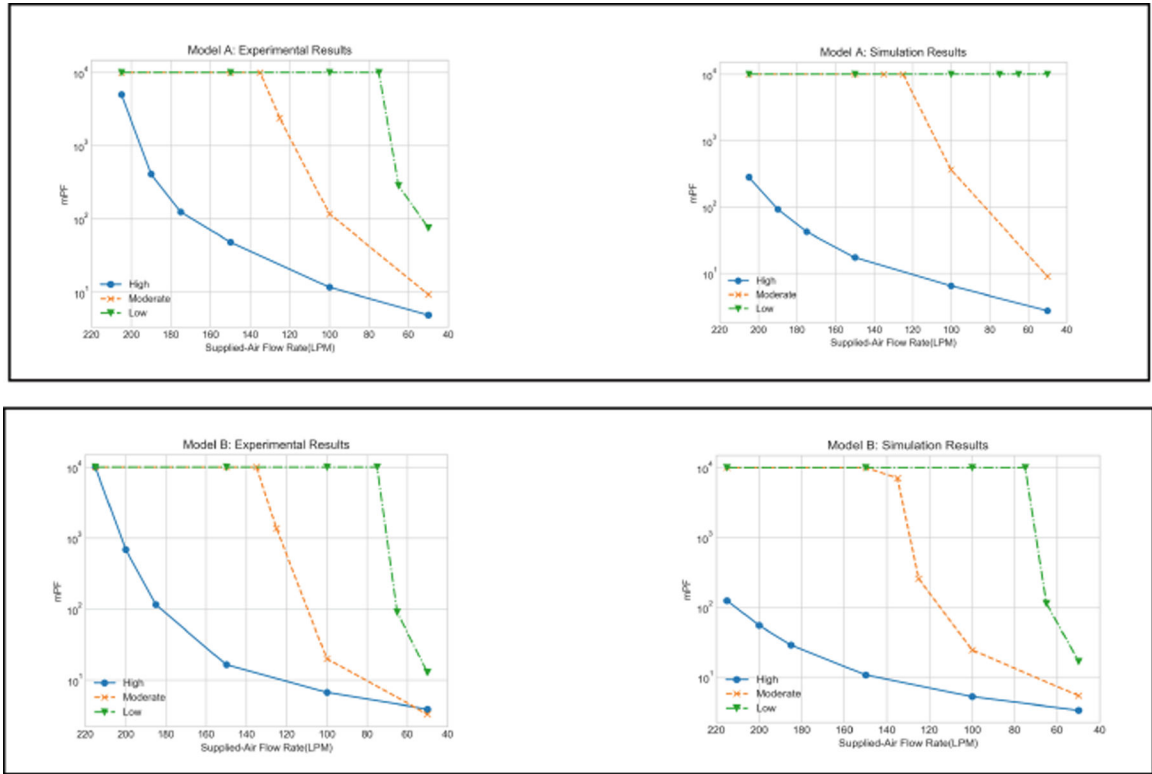 Model A: Experimental Results
10⁴
10³
10²
10¹
mPF
High
Moderate
Low
220 200 180 160 140 120 100 80 60 40
Supplied-Air Flow Rate(LPM)
Model A: Simulation Results
10⁴
10³
10²
10¹
mPF
High
Moderate
Low
220 200 180 160 140 120 100 80 60 40
Supplied-Air Flow Rate(LPM)
Model B: Experimental Results
10⁴
10³
10²
10¹
mPF
High
Moderate
Low
220 200 180 160 140 120 100 80 60 40
Supplied-Air Flow Rate(LPM)
Model B: Simulation Results
10⁴
10³
10²
10¹
mPF
High
Moderate
Low
220 200 180 160 140 120 100 80 60 40
Supplied-Air Flow Rate(LPM)